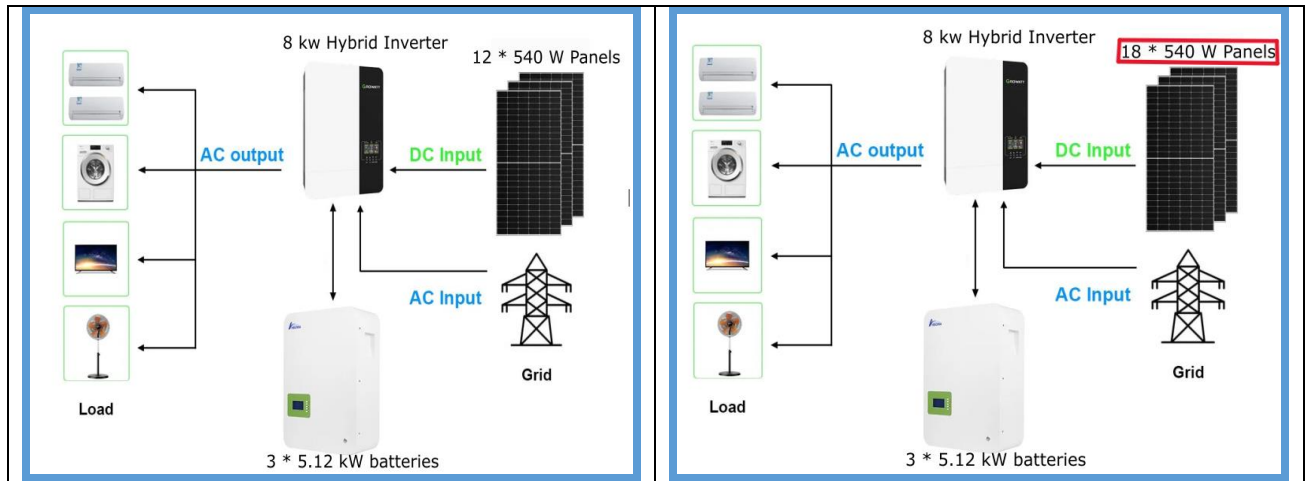 8 kw Hybrid Inverter
12 * 540 W Panels
GROWATT
AC output
DC Input
AC Input
Grid
Load
3 * 5.12 kW batteries
8 kw Hybrid Inverter
18 * 540 W Panels
AC output
DC Input
AC Input
Grid
Load
3 * 5.12 kW batteries